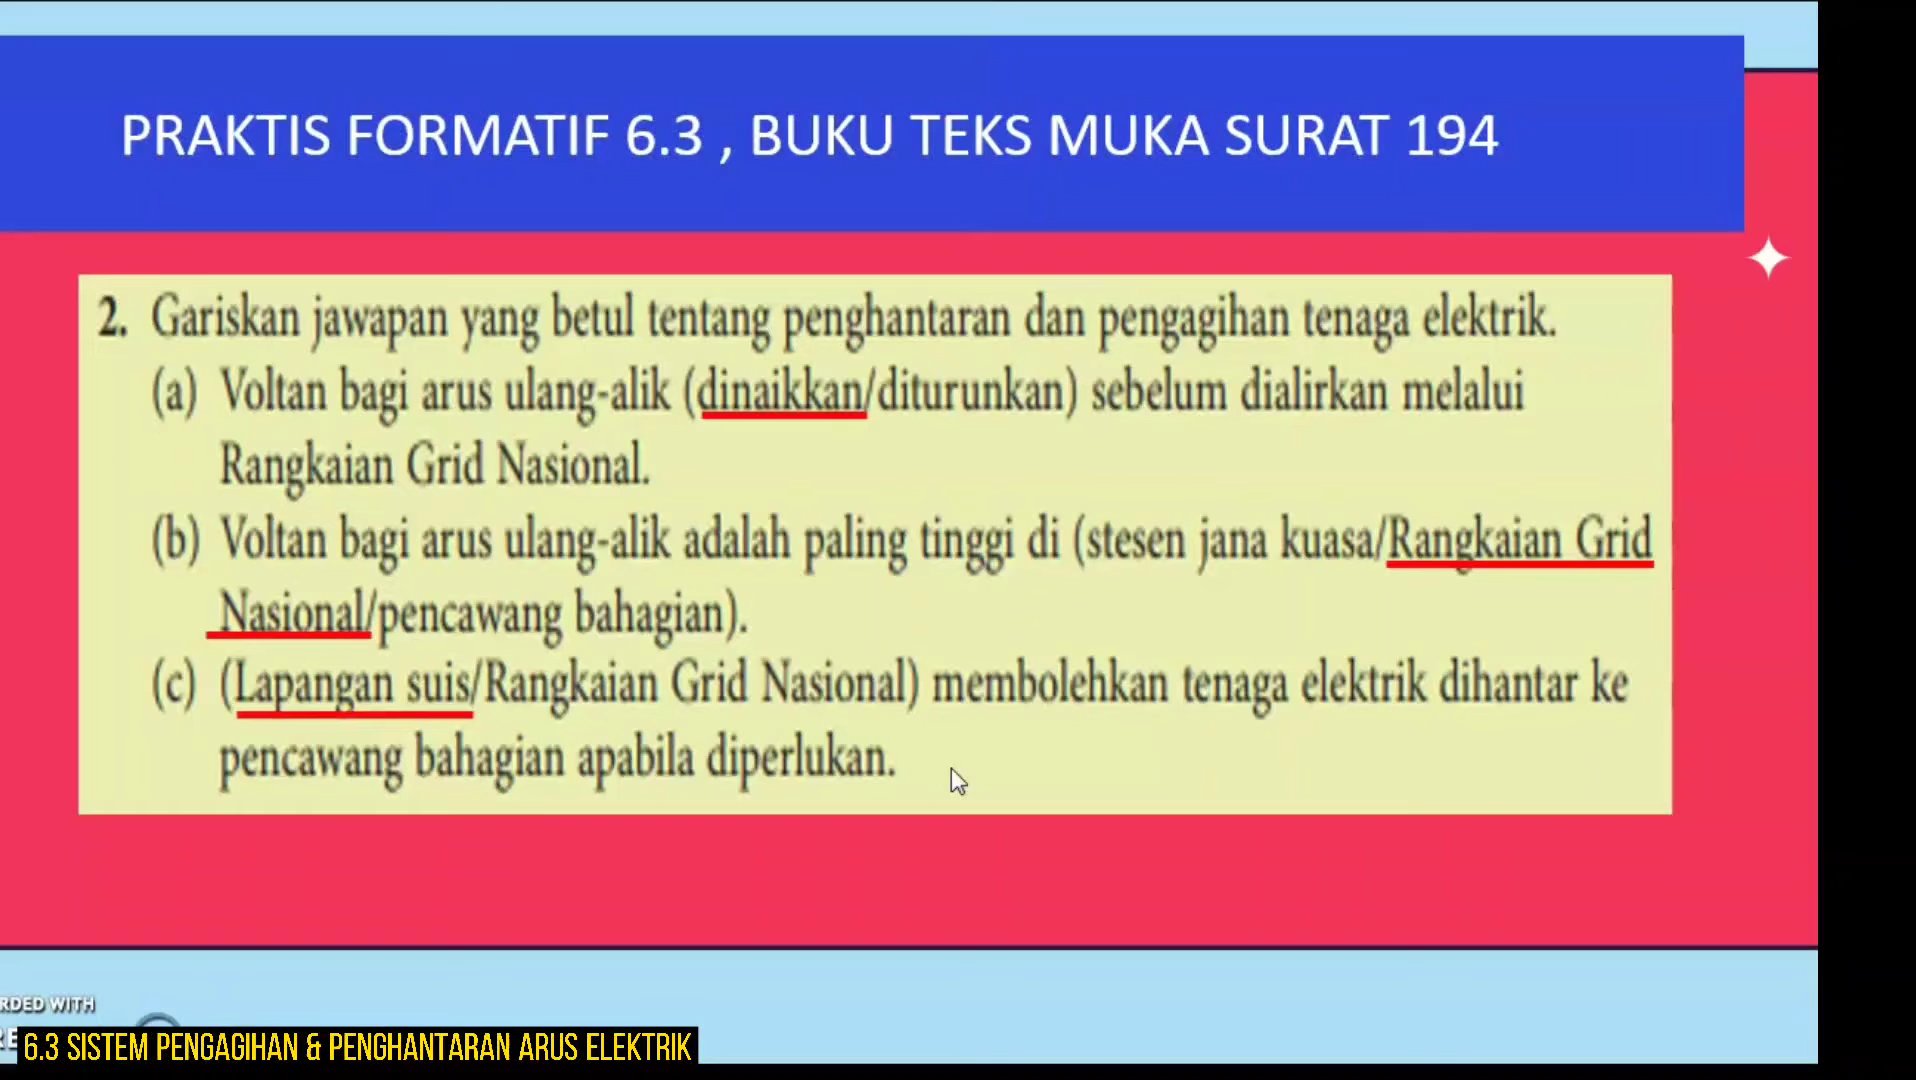 PRAKTIS FORMATIF 6.3 , BUKU TEKS MUKA SURAT 194
2. Gariskan jawapan yang betul tentang penghantaran dan pengagihan tenaga elektrik.
(a) Voltan bagi arus ulang-alik (dinaikkan/diturunkan) sebelum dialirkan melalui
Rangkaian Grid Nasional.
(b) Voltan bagi arus ulang-alik adalah paling tinggi di (stesen jana kuasa/Rangkaian Grid
Nasional/pencawang bahagian).
(c) (Lapangan suis/Rangkaian Grid Nasional) membolehkan tenaga elektrik dihantar ke
pencawang bahagian apabila diperlukan.
RDED WITH
6.3 SISTEM PENGAGIHAN & PENGHANTARAN ARUS ELEKTRIK